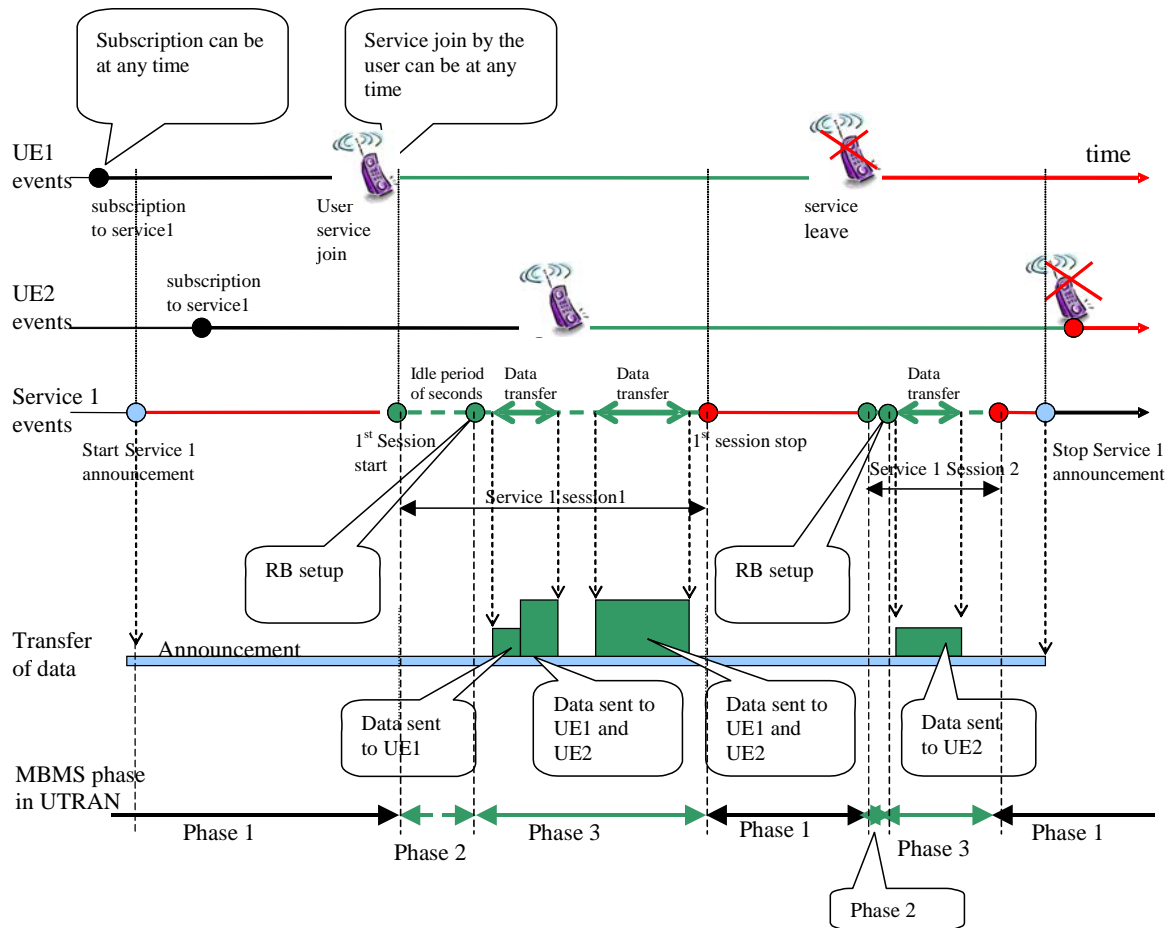 Subscription can be
at any time
Service join by the
user can be at any
time
UE1
events
time
subscription
to service1
User
service
join
service
leave
subscription
to service1
UE2
events
Service 1
events
Idle period
of seconds
Data
transfer
Data
transfer
Data
transfer
Start Service 1
announcement
1st Session
start
1st session stop
Stop Service 1
announcement
Service 1 session1
Service 1 Session 2
RB setup
RB setup
Transfer
of data
Announcement
Data sent
to UE1
Data sent to
UE1 and
UE2
Data sent to
UE1 and
UE2
Data sent
to UE2
MBMS phase
in UTRAN
Phase 1
Phase 2
Phase 3
Phase 1
Phase 3
Phase 1
Phase 2